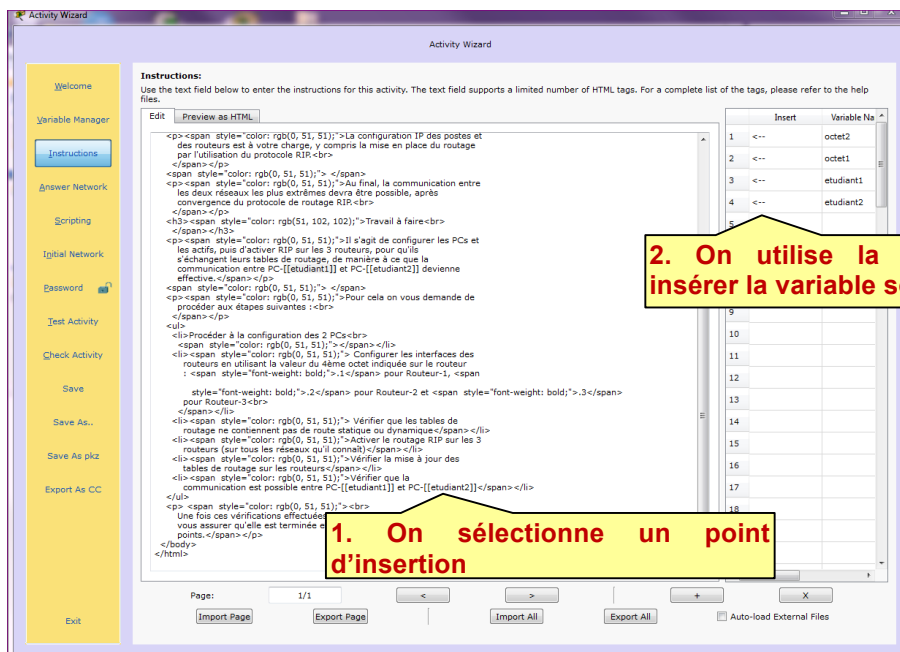 Activity Wizard
Activity Wizard
Welcome
Variable Manager
Instructions
Answer Network
Scripting
Initial Network
Password
Test Activity
Check Activity
Save
Save As..
Save As pkz
Export As CC
Exit
Instructions:
Use the text field below to enter the instructions for this activity. The text field supports a limited number of HTML tags. For a complete list of the tags, please refer to the help
files.
Edit Preview as HTML
<p><span style="color: rgb(0, 51, 51);">La configuration IP des postes et
des routeurs est à votre charge, y compris la mise en place du routage
par l'utilisation du protocole RIP.<br>
</span></p>
<span style="color: rgb(0, 51, 51);"> </span>
<p><span style="color: rgb(0, 51, 51);">Au final, la communication entre
les deux réseaux les plus extrêmes devra être possible, après
convergence du protocole de routage RIP.<br>
</span></p>
<h3><span style="color: rgb(51, 102, 102);">Travail à faire<br>
</span></h3>
<p><span style="color: rgb(0, 51, 51);">Il s'agit de configurer les PCs et
les actifs, puis d'activer RIP sur les 3 routeurs, pour qu'ils
s'échangent leurs tables de routage, de manière à ce que la
communication entre PC-[[etudiant1]] et PC-[[etudiant2]] devienne
effective.</span></p>
<span style="color: rgb(0, 51, 51);"> </span>
<p><span style="color: rgb(0, 51, 51);">Pour cela on vous demande de
procéder aux étapes suivantes :<br>
</span></p>
<ul>
<li>Procéder à la configuration des 2 PCs<br>
<span style="color: rgb(0, 51, 51);"></span></li>
<li><span style="color: rgb(0, 51, 51);"> Configurer les interfaces des
routeurs en utilisant la valeur du 4ème octet indiquée sur le routeur
: <span style="font-weight: bold;">.1</span> pour Routeur-1, <span
style="font-weight: bold;">.2</span> pour Routeur-2 et <span style="font-weight: bold;">.3</span>
pour Routeur-3<br>
</span></li>
<li><span style="color: rgb(0, 51, 51);"> Vérifier que les tables de
routage ne contiennent pas de route statique ou dynamique</span></li>
<li><span style="color: rgb(0, 51, 51);">Activer le routage RIP sur les 3
routeurs (sur tous les réseaux qu'il connaît)</span></li>
<li><span style="color: rgb(0, 51, 51);">Vérifier la mise à jour des
tables de routage sur les routeurs</span></li>
<li><span style="color: rgb(0, 51, 51);">Vérifier que la
communication est possible entre PC-[[etudiant1]] et PC-[[etudiant2]]</span></li>
</ul>
<p> <span style="color: rgb(0, 51, 51);"><br>
Une fois ces vérifications effectuées
vous assurer qu'elle est terminée e
points.</span></p>
</body>
</html>
Insert Variable Na
1 <-- octet2
2 <-- octet1
3 <-- etudiant1
4 <-- etudiant2
5
9
10
11
12
13
14
15
16
17
18
2. On utilise la
insérer la variable s
1. On sélectionne un point
d'insertion
Page: 1/1 < > + X
Import Page Export Page Import All Export All Auto-load External Files